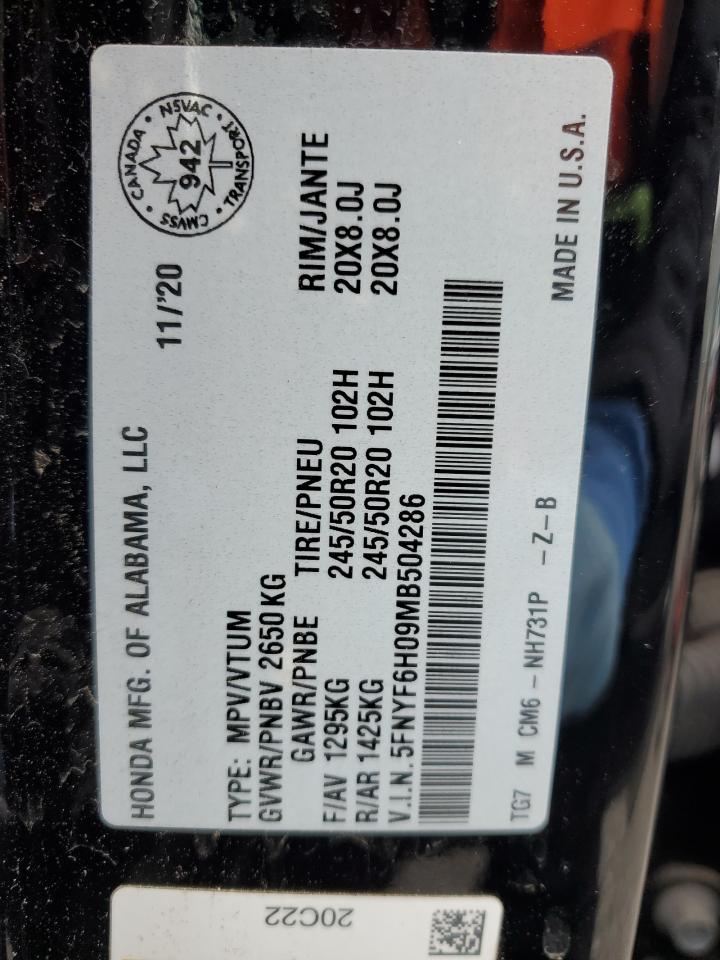 HONDA MFG. OF ALABAMA, LLC
11/'20
CANADA • NSVAC • TRANSPORT • CMVSS •
942
TYPE: MPV/VTUM
GVWR/PNBV 2650KG
GAWR/PNBE TIRE/PNEU RIM/JANTE
F/AV 1295KG 245/50R20 102H 20X8.0J
R/AR 1425KG 245/50R20 102H 20X8.0J
V.I.N. 5FNYF6H09MB504286
TG7 M CM6 - NH731P - Z-B MADE IN U.S.A.
20C22